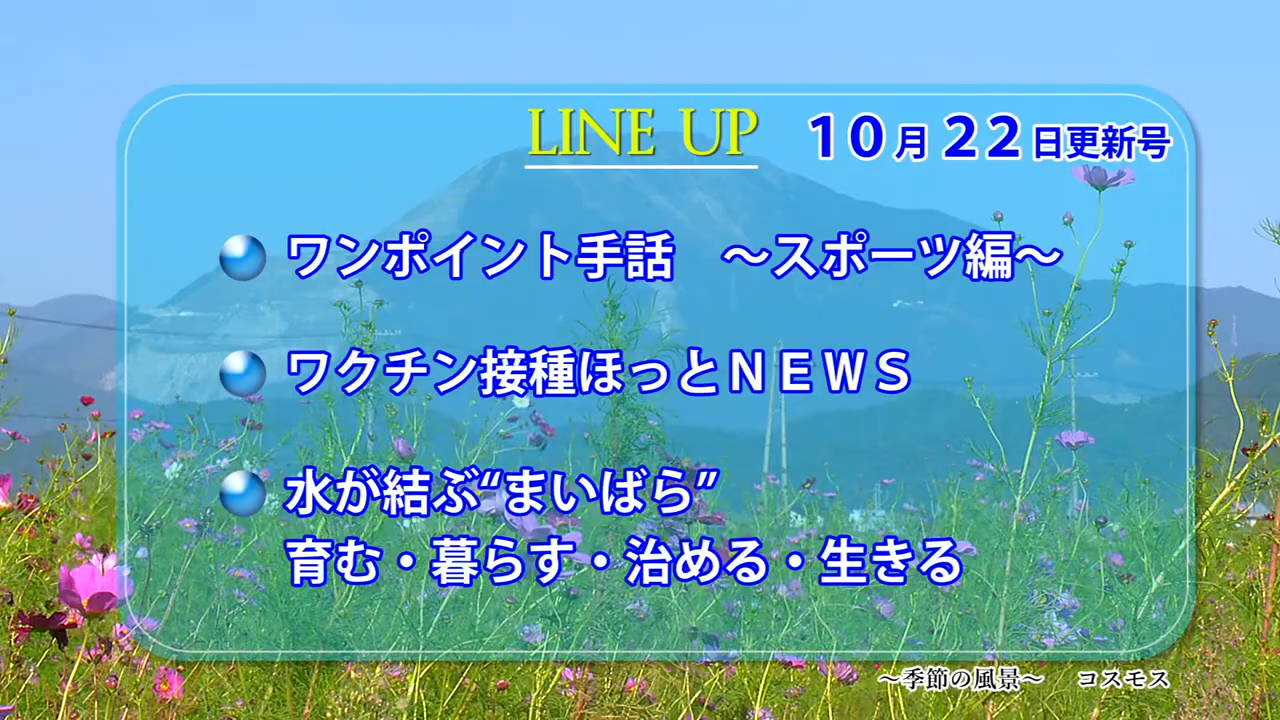 LINE UP
10月22日更新号
ワンポイント手話　～スポーツ編～
ワクチン接種ほっとＮＥＷＳ
水が結ぶ“まいばら”
育む・暮らす・治める・生きる
～季節の風景～　コスモス